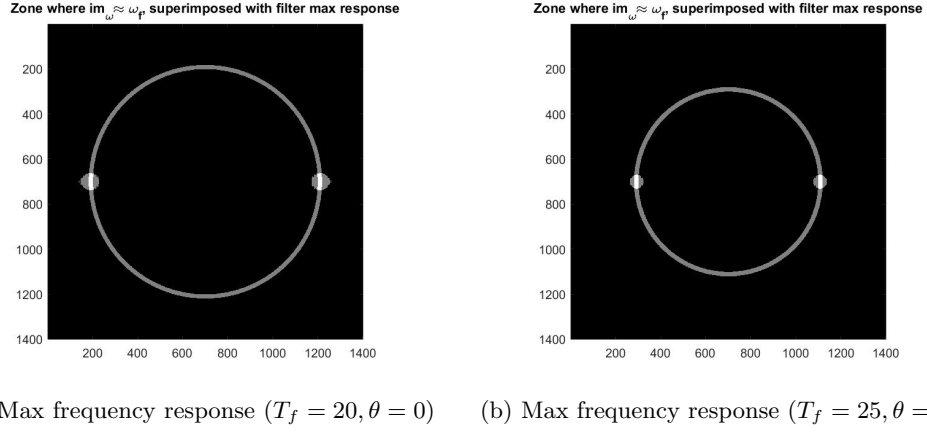 Zone where im_ω ≈ ω_f, superimposed with filter max response
200
400
600
800
1000
1200
1400
200 400 600 800 1000 1200 1400
Max frequency response (T_f = 20, θ = 0)
Zone where im_ω ≈ ω_f, superimposed with filter max response
200
400
600
800
1000
1200
1400
200 400 600 800 1000 1200 1400
(b) Max frequency response (T_f = 25, θ =